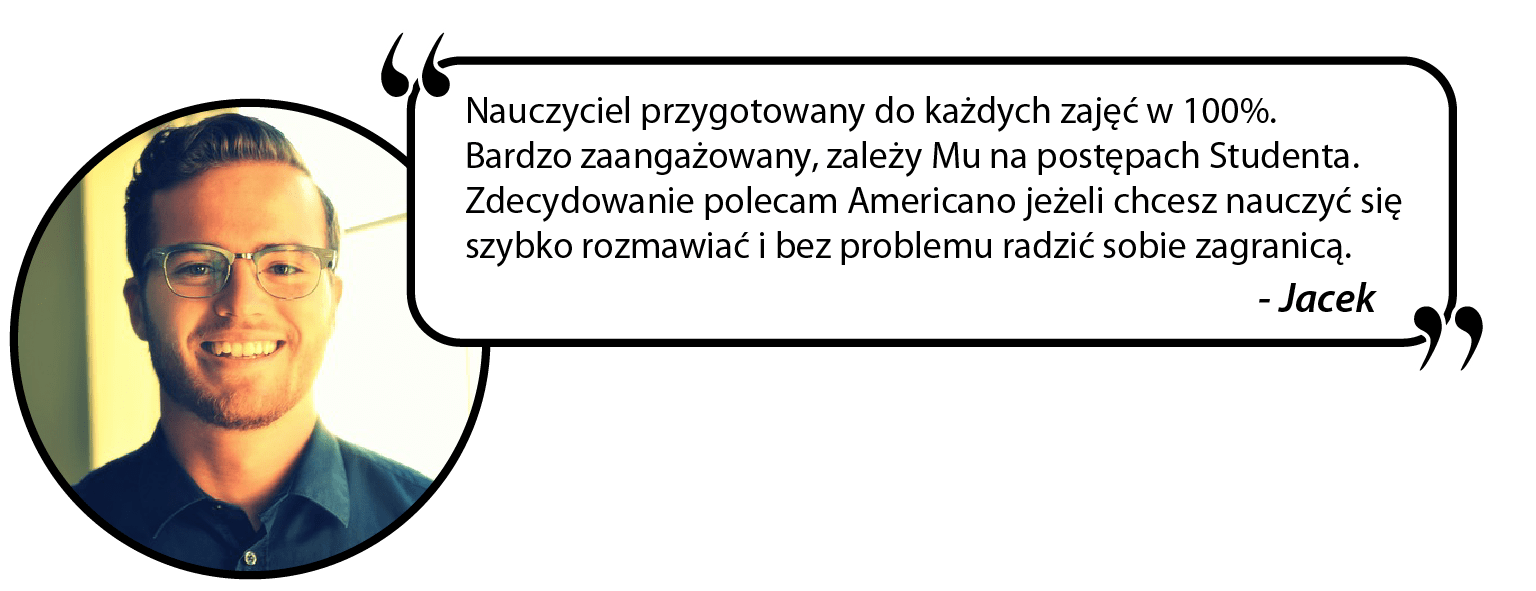 Nauczyciel przygotowany do każdych zajęć w 100%.
Bardzo zaangażowany, zależy Mu na postępach Studenta.
Zdecydowanie polecam Americano jeżeli chcesz nauczyć się
szybko rozmawiać i bez problemu radzić sobie zagranicą.
- Jacek